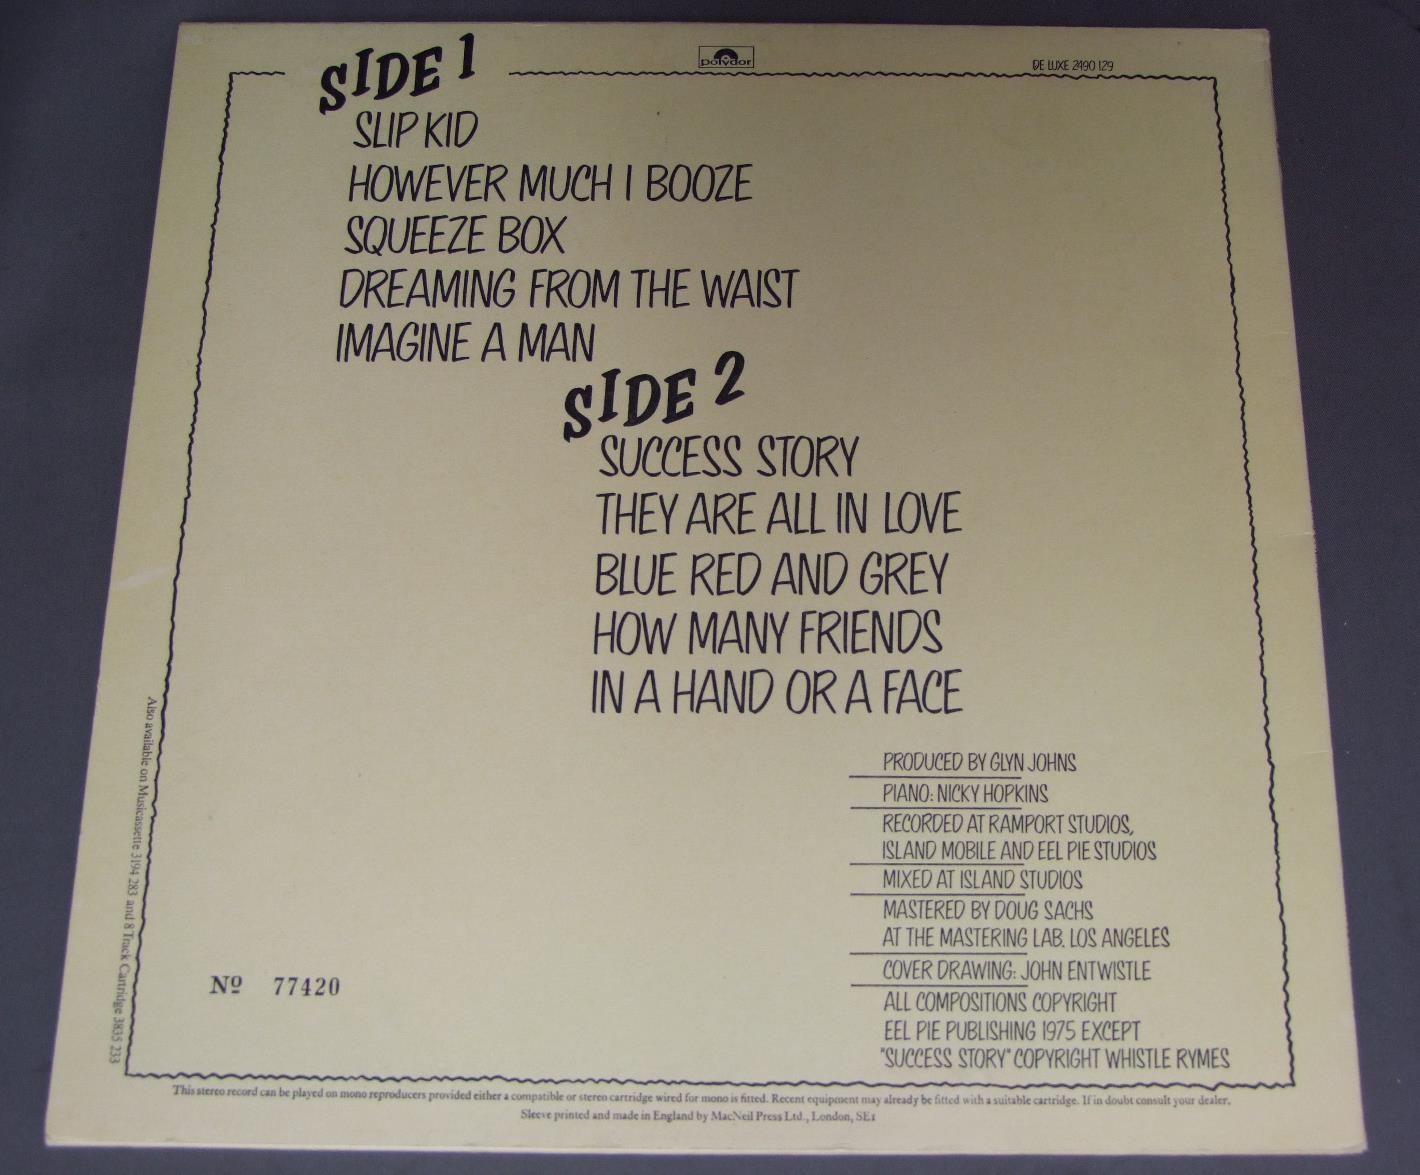 SIDE 1
polydor
DE LUXE 2490 129
SLIP KID
HOWEVER MUCH I BOOZE
SQUEEZE BOX
DREAMING FROM THE WAIST
IMAGINE A MAN
SIDE 2
SUCCESS STORY
THEY ARE ALL IN LOVE
BLUE RED AND GREY
HOW MANY FRIENDS
IN A HAND OR A FACE
PRODUCED BY GLYN JOHNS
PIANO: NICKY HOPKINS
RECORDED AT RAMPORT STUDIOS,
ISLAND MOBILE AND EEL PIE STUDIOS
MIXED AT ISLAND STUDIOS
MASTERED BY DOUG SACHS
AT THE MASTERING LAB. LOS ANGELES
COVER DRAWING: JOHN ENTWISTLE
ALL COMPOSITIONS COPYRIGHT
EEL PIE PUBLISHING 1975 EXCEPT
"SUCCESS STORY" COPYRIGHT WHISTLE RYMES
Also available on Musicassette 3194 283 and 8 Track Cartridge 3835 233
Nº 77420
This stereo record can be played on mono reproducers provided either a compatible or stereo cartridge wired for mono is fitted. Recent equipment may already be fitted with a suitable cartridge. If in doubt consult your dealer.
Sleeve printed and made in England by MacNeil Press Ltd., London, SE1